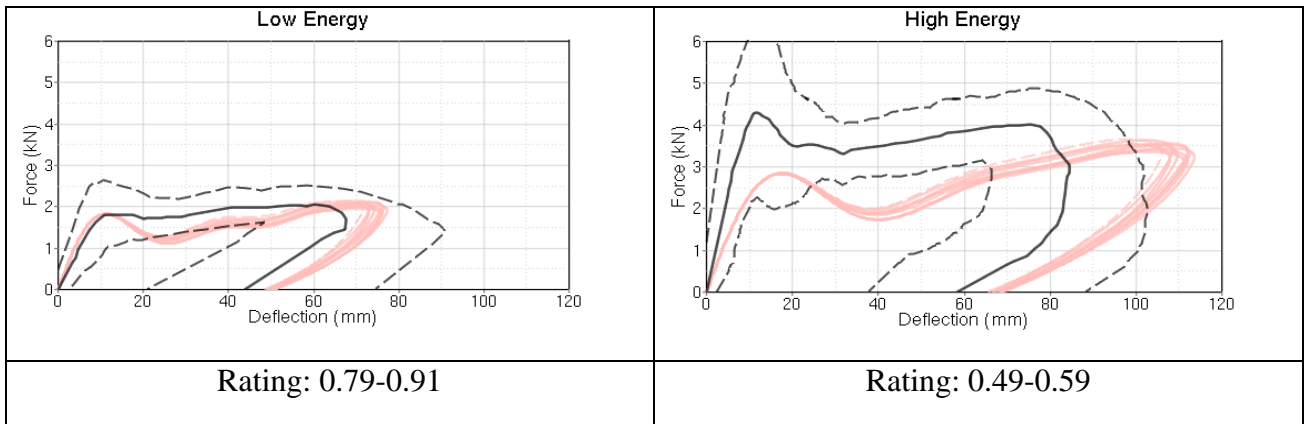 Low Energy
6
5
4
3
2
1
0
Force (kN)
0 20 40 60 80 100 120
Deflection (mm)
High Energy
6
5
4
3
2
1
0
Force (kN)
0 20 40 60 80 100 120
Deflection (mm)
Rating: 0.79-0.91
Rating: 0.49-0.59